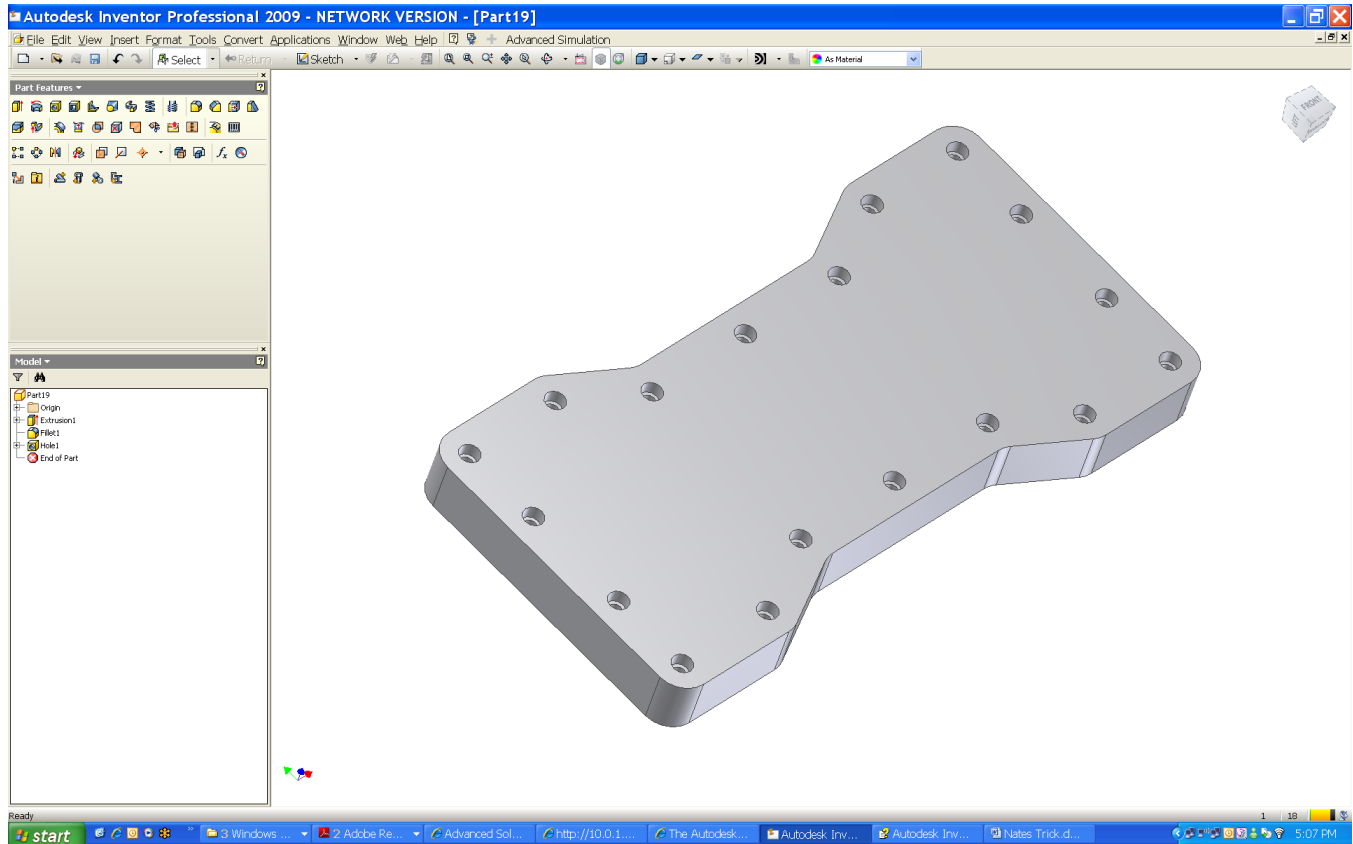 Autodesk Inventor Professional 2009 - NETWORK VERSION - [Part19]
File Edit View Insert Format Tools Convert Applications Window Web Help Advanced Simulation
Select Return Sketch As Material
Part Features
FRONT
Model
Part19
Origin
Extrusion1
Fillet1
Hole1
End of Part
Ready
1 18
start 3 Windows ... 2 Adobe Re... Advanced Sol... http://10.0.1.... The Autodesk... Autodesk Inv... Autodesk Inv... Nates Trick.d... 5:07 PM